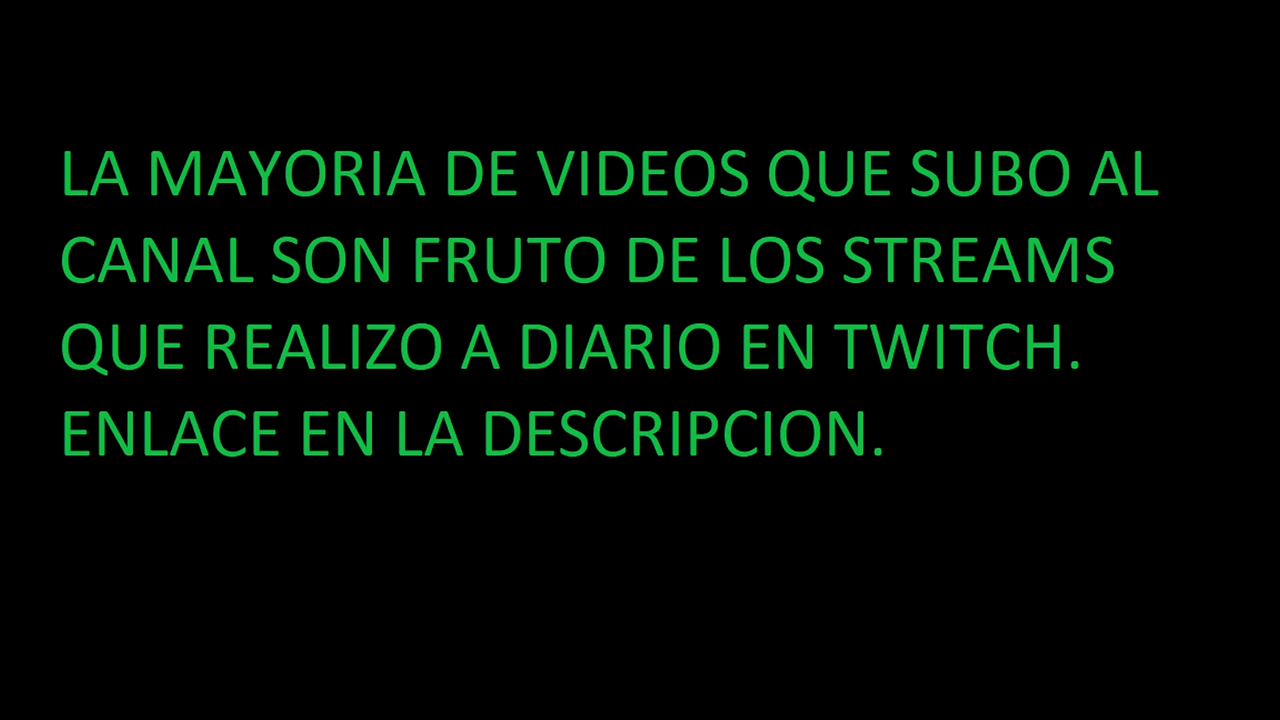 LA MAYORIA DE VIDEOS QUE SUBO AL
CANAL SON FRUTO DE LOS STREAMS
QUE REALIZO A DIARIO EN TWITCH.
ENLACE EN LA DESCRIPCION.